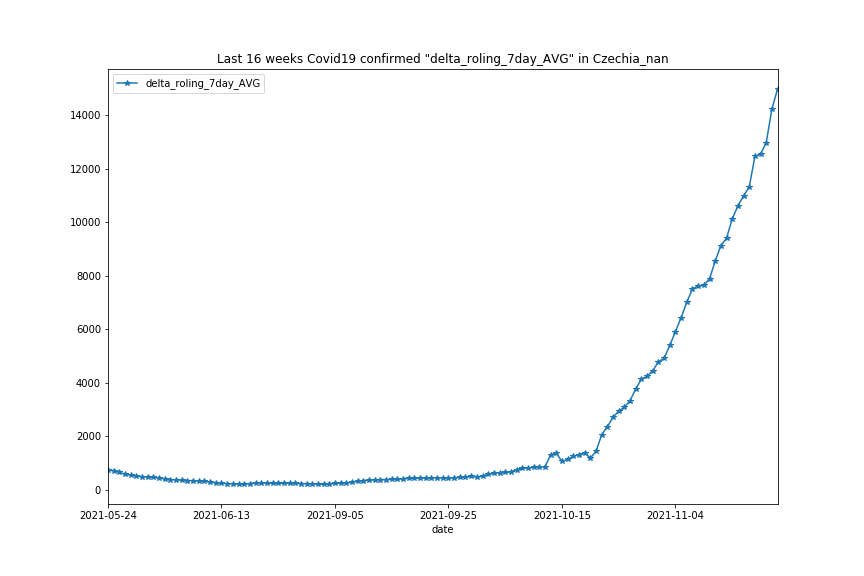 Last 16 weeks Covid19 confirmed "delta_roling_7day_AVG" in Czechia_nan
delta_roling_7day_AVG
14000
12000
10000
8000
6000
4000
2000
0
2021-05-24 2021-06-13 2021-09-05 2021-09-25 2021-10-15 2021-11-04
date